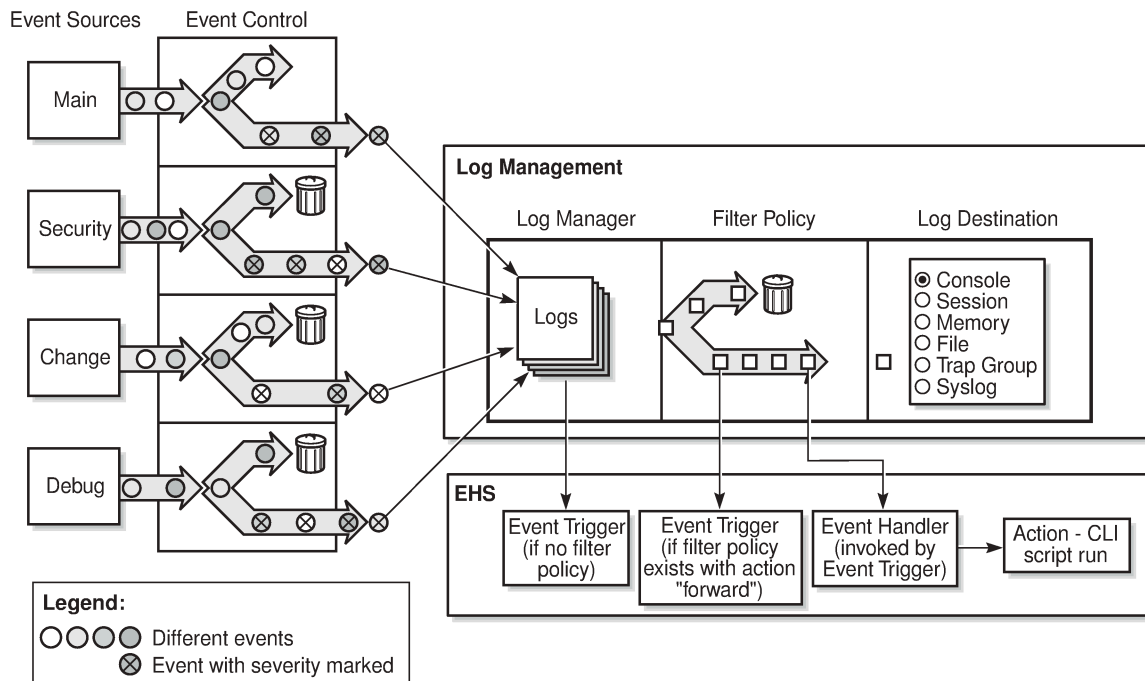 Event Sources
Event Control
Main
Security
Change
Debug
Log Management
Log Manager
Filter Policy
Log Destination
Logs
Console
Session
Memory
File
Trap Group
Syslog
EHS
Event Trigger
(if no filter
policy)
Event Trigger
(if filter policy
exists with action
"forward")
Event Handler
(invoked by
Event Trigger)
Action - CLI
script run
Legend:
Different events
Event with severity marked